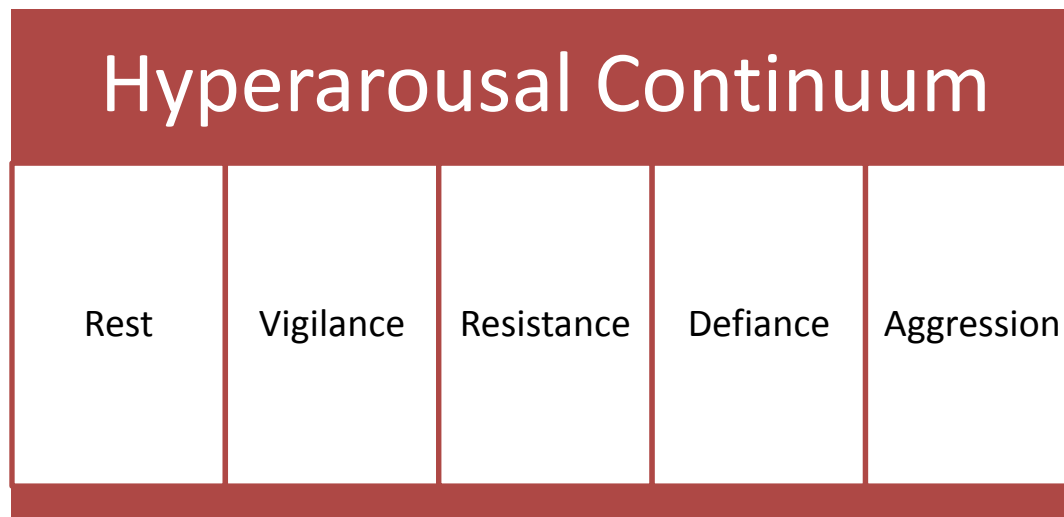 Hyperarousal Continuum
Rest
Vigilance
Resistance
Defiance
Aggression